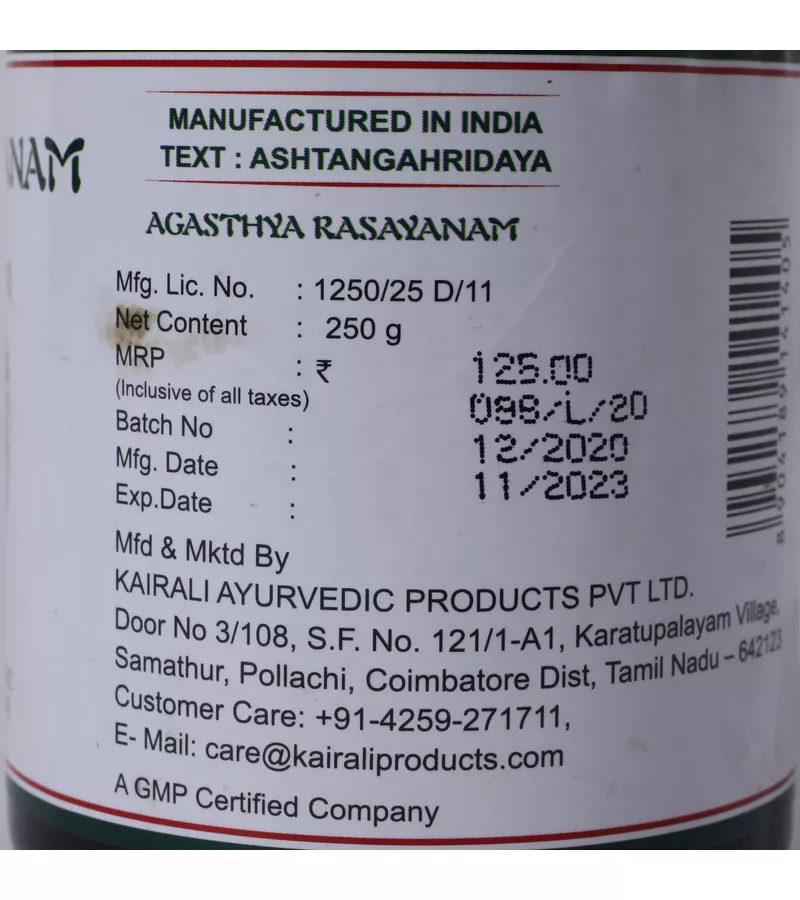 MANUFACTURED IN INDIA
TEXT : ASHTANGAHRIDAYA
NAM
AGASTHYA RASAYANAM
Mfg. Lic. No. : 1250/25 D/11
Net Content : 250 g
MRP : ₹ 125.00
(Inclusive of all taxes)
Batch No : 098/L/20
Mfg. Date : 12/2020
Exp.Date : 11/2023
Mfd & Mktd By
KAIRALI AYURVEDIC PRODUCTS PVT LTD.
Door No 3/108, S.F. No. 121/1-A1, Karatupalayam Village,
Samathur, Pollachi, Coimbatore Dist, Tamil Nadu – 642123
Customer Care: +91-4259-271711,
E- Mail: care@kairaliproducts.com
A GMP Certified Company
8904189141405